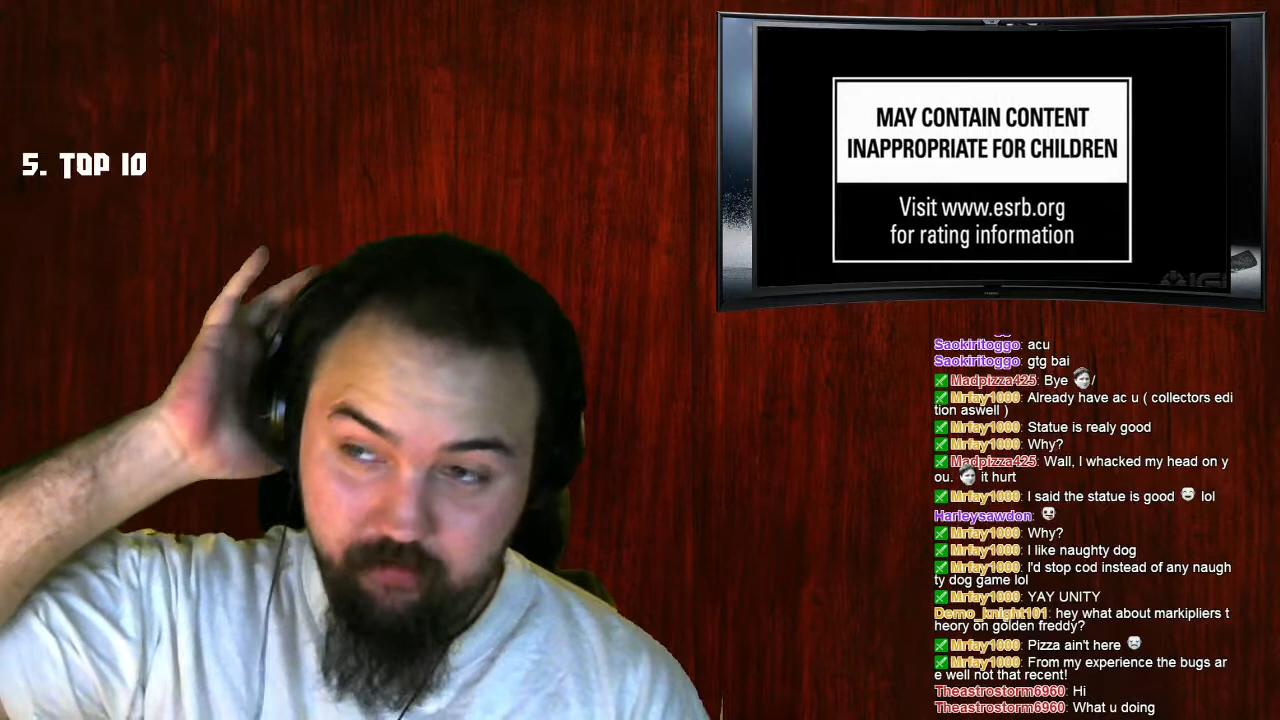 5. TOP 10
MAY CONTAIN CONTENT
INAPPROPRIATE FOR CHILDREN
Visit www.esrb.org
for rating information
Saokiritoggo: acu
Saokiritoggo: gtg bai
Madpizza425: Bye /
Mrfay1000: Already have ac u ( collectors edi
tion aswell )
Mrfay1000: Statue is realy good
Mrfay1000: Why?
Madpizza425: Wall, I whacked my head on y
ou. it hurt
Mrfay1000: I said the statue is good lol
Harleysawdon:
Mrfay1000: Why?
Mrfay1000: I like naughty dog
Mrfay1000: I'd stop cod instead of any naugh
ty dog game lol
Mrfay1000: YAY UNITY
Demo_knight101: hey what about markipliers t
heory on golden freddy?
Mrfay1000: Pizza ain't here
Mrfay1000: From my experience the bugs ar
e well not that recent!
Theastrostorm6960: Hi
Theastrostorm6960: What u doing